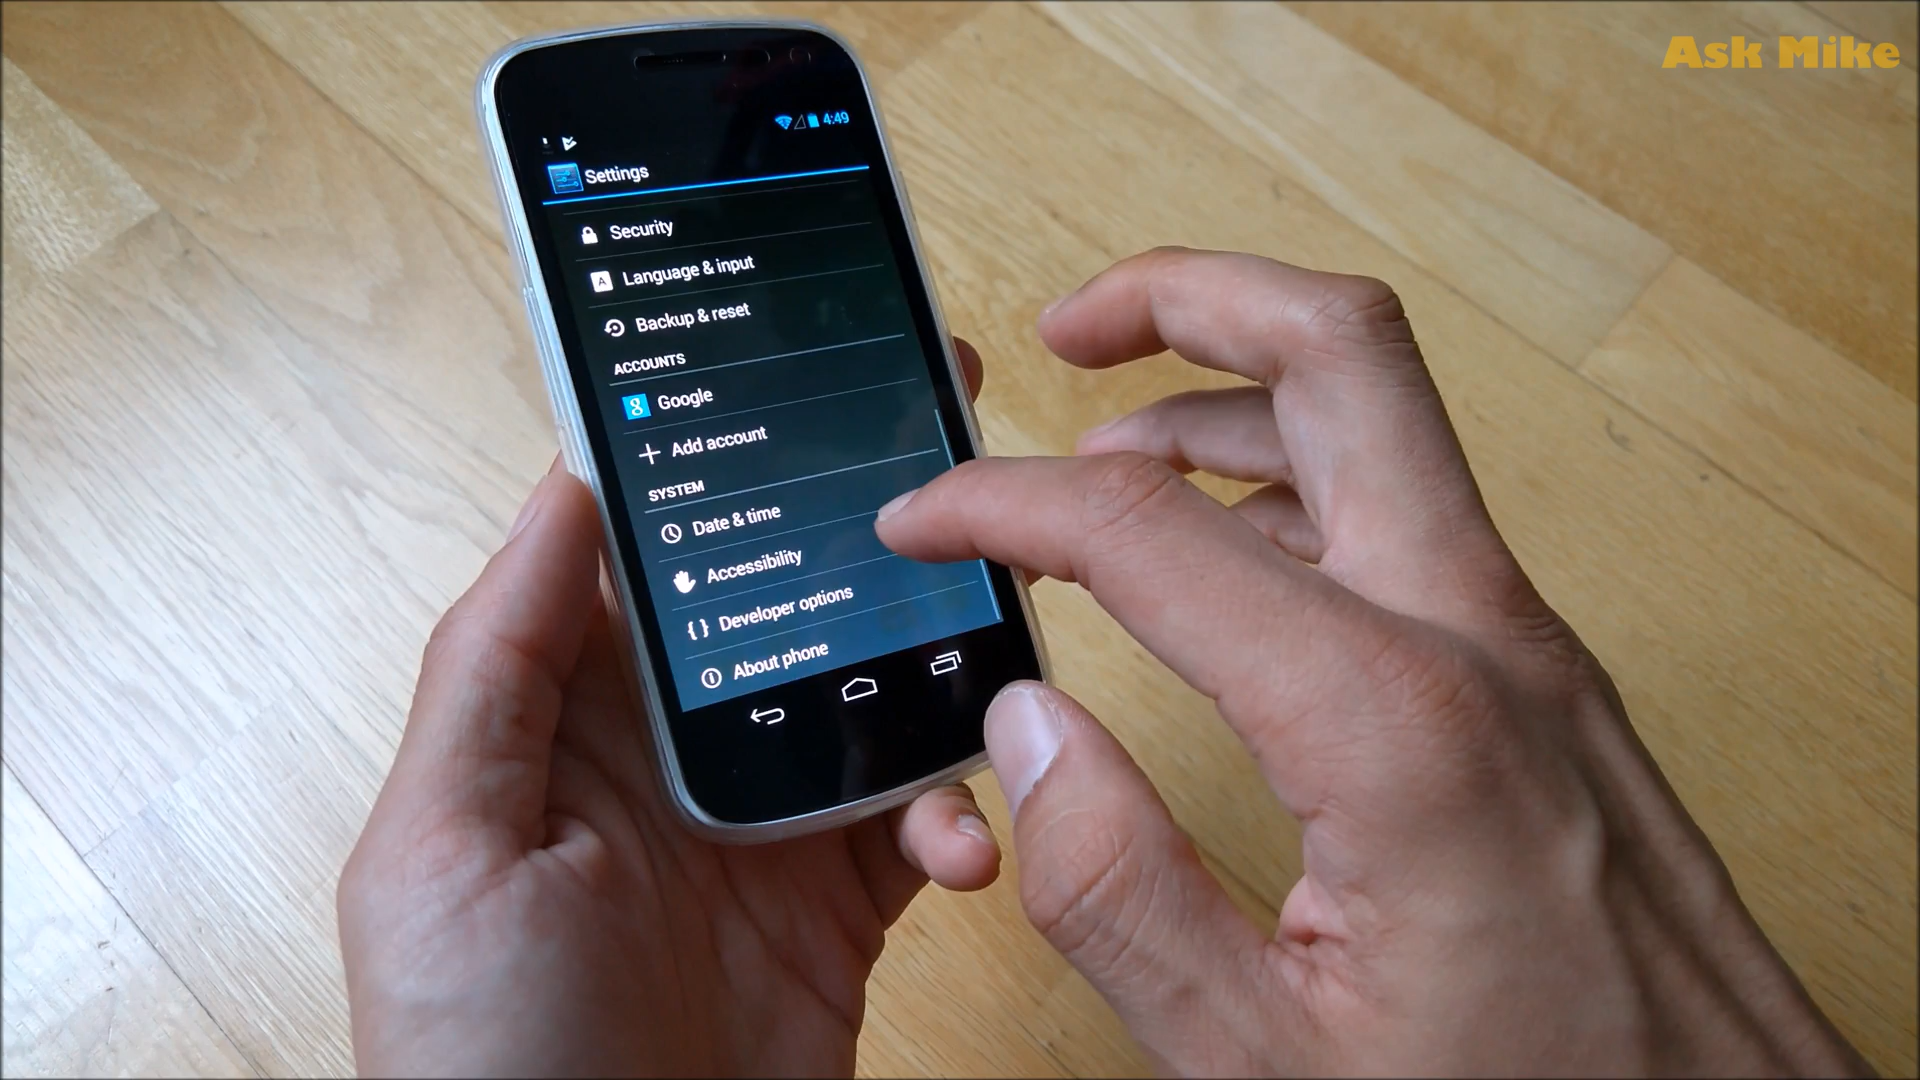 Ask Mike
4:49
Settings
Security
A Language & input
Backup & reset
ACCOUNTS
g Google
Add account
SYSTEM
Date & time
Accessibility
{ } Developer options
About phone